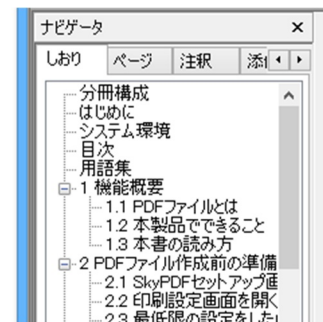 ナビゲータ
しおり ページ 注釈 添
分冊構成
はじめに
システム環境
目次
用語集
1 機能概要
1.1 PDFファイルとは
1.2 本製品でできること
1.3 本書の読み方
2 PDFファイル作成前の準備
2.1 SkyPDFセットアップ直
2.2 印刷設定画面を開く
2.3 最低限の設定をした